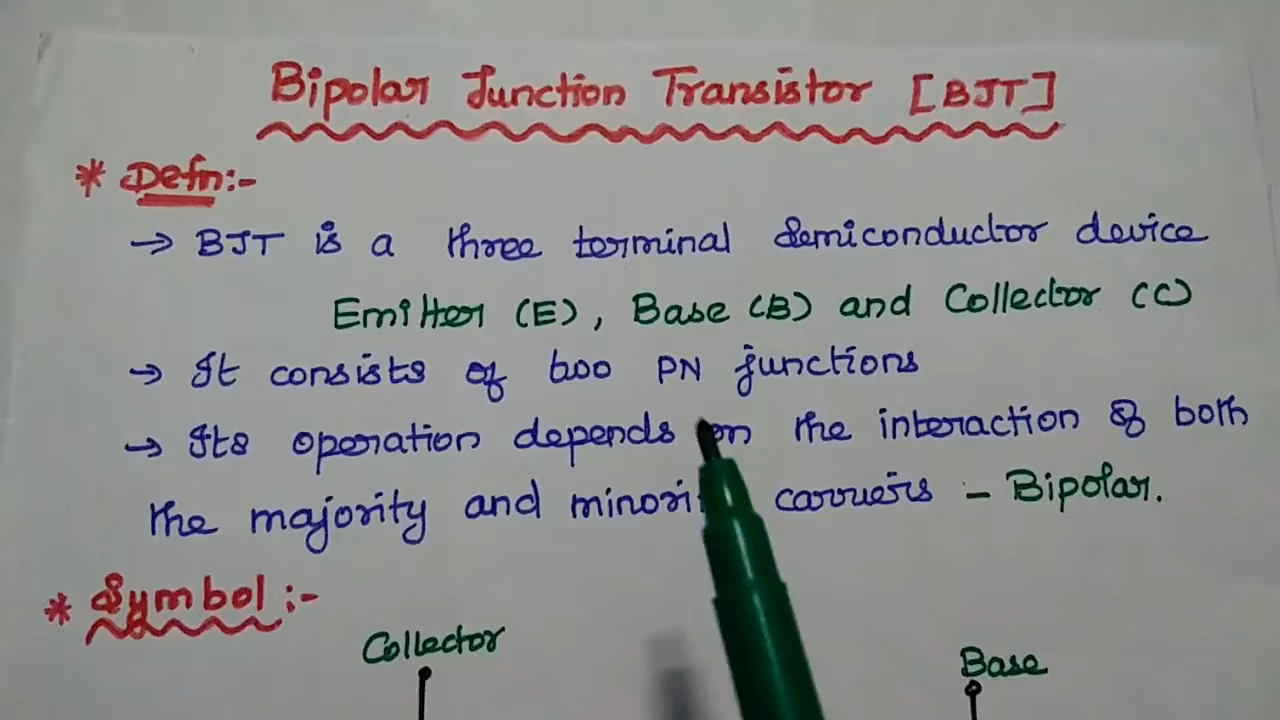 Bipolar Junction Transistor [BJT]
* Defn:-
→ BJT is a three terminal semiconductor device
Emitter (E), Base (B) and Collector (C)
→ It consists of two PN junctions
→ Its operation depends on the interaction of both
the majority and carriers - Bipolar.
* Symbol :-
Collector
Base